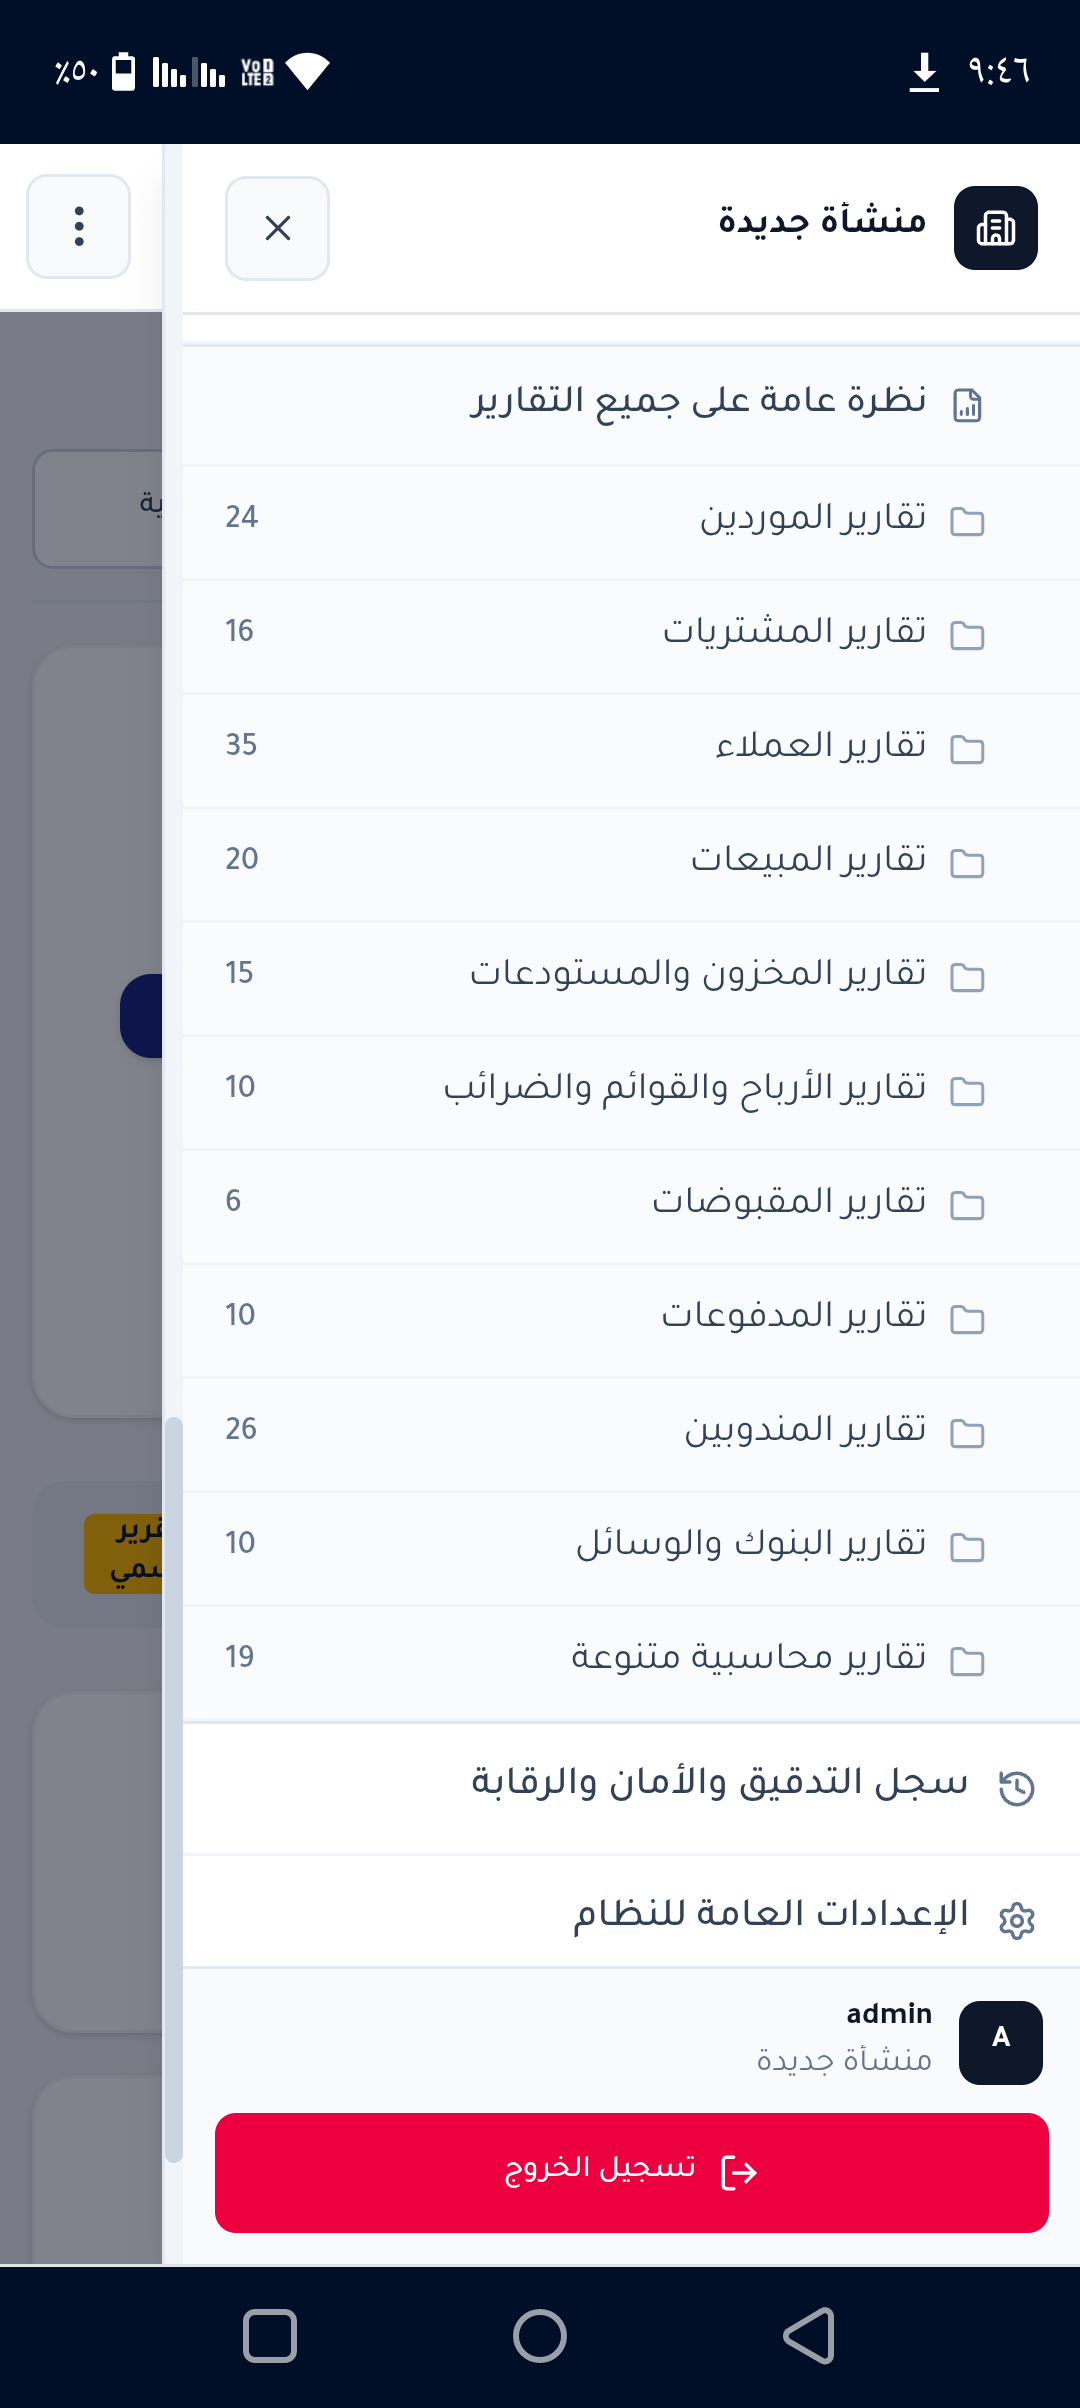 ٩:٤٦
٪٥٠
منشأة جديدة
نظرة عامة على جميع التقارير
تقارير الموردين 24
تقارير المشتريات 16
تقارير العملاء 35
تقارير المبيعات 20
تقارير المخزون والمستودعات 15
تقارير الأرباح والقوائم والضرائب 10
تقارير المقبوضات 6
تقارير المدفوعات 10
تقارير المندوبين 26
تقارير البنوك والوسائل 10
تقارير محاسبية متنوعة 19
سجل التدقيق والأمان والرقابة
الإعدادات العامة للنظام
A
admin
منشأة جديدة
تسجيل الخروج